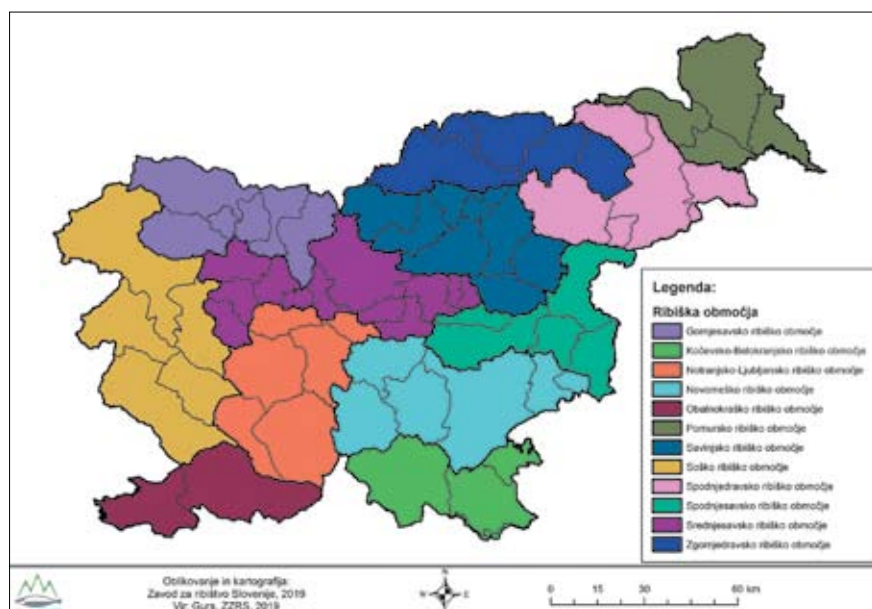 Legenda:
Ribiška območja
Gornjesavsko ribiško območje
Kočevsko-Belokranjsko ribiško območje
Notranjsko-Ljubljansko ribiško območje
Novomeško ribiško območje
Obalnokraško ribiško območje
Pomursko ribiško območje
Savinjsko ribiško območje
Soško ribiško območje
Spodnjedravsko ribiško območje
Spodnjesavsko ribiško območje
Srednjesavsko ribiško območje
Zgornjedravsko ribiško območje
Oblikovanje in kartografija:
Zavod za ribištvo Slovenije, 2019
Vir: Gurs, ZZRS, 2019
N
W E
S
0 15 30 60 km